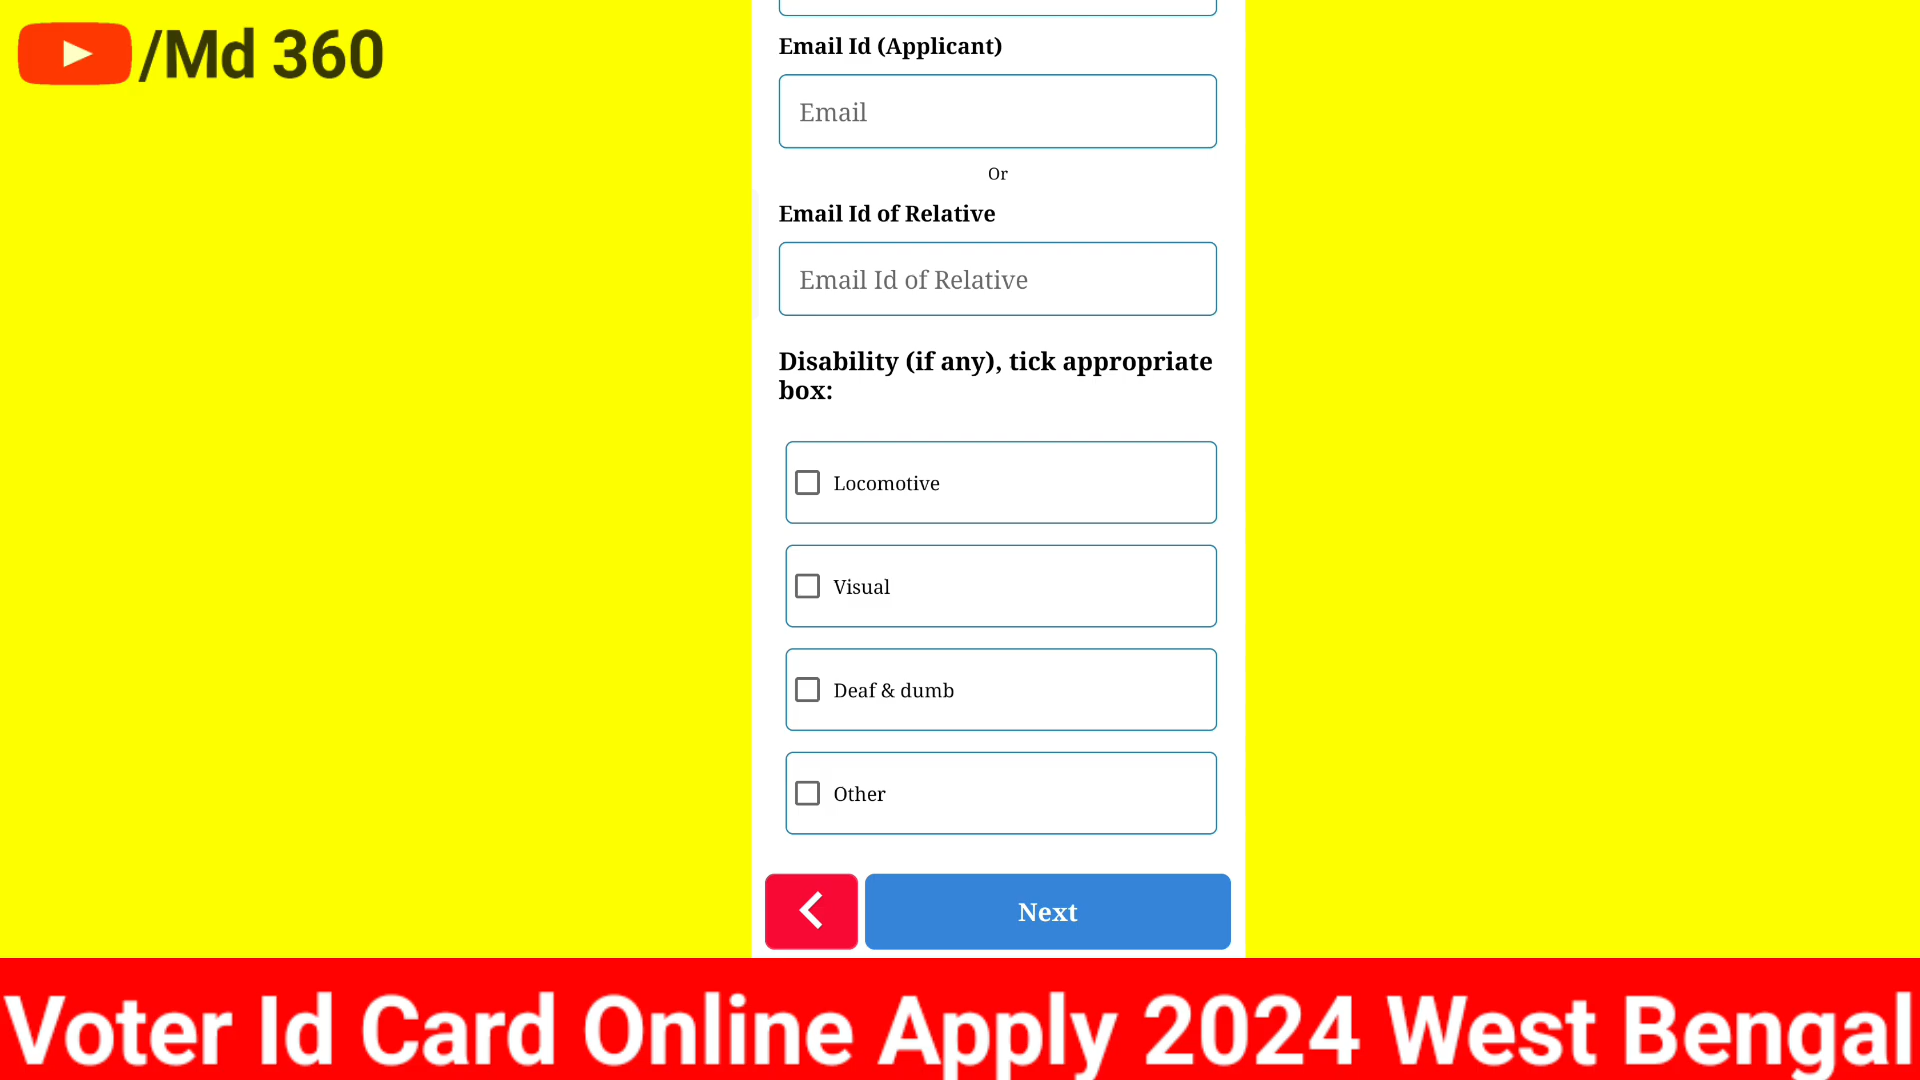 /Md 360
Email Id (Applicant)
Email
Or
Email Id of Relative
Email Id of Relative
Disability (if any), tick appropriate
box:
Locomotive
Visual
Deaf & dumb
Other
Next
Voter Id Card Online Apply 2024 West Bengal